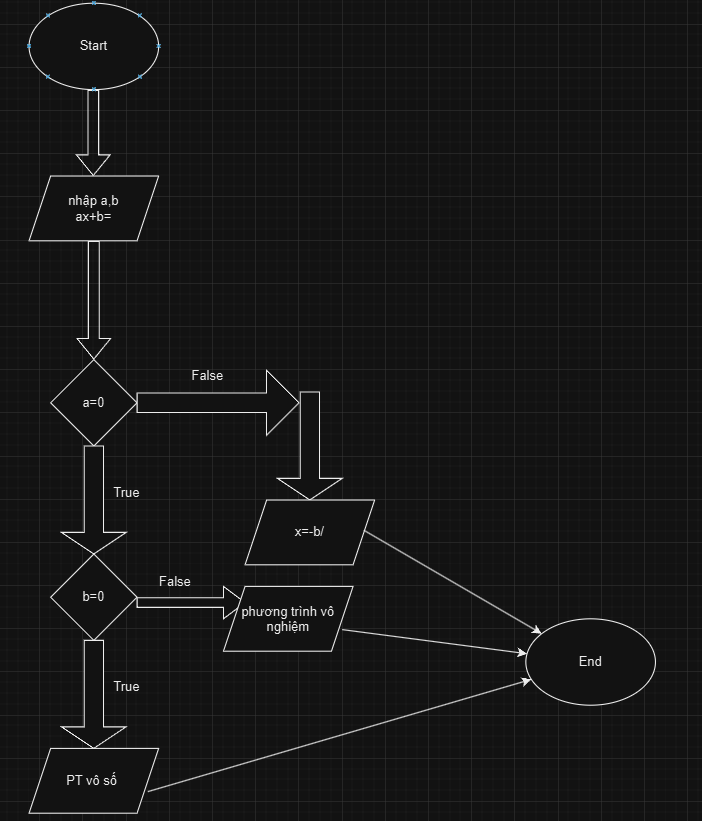 Start
nhập a,b
ax+b=
a=0
False
True
x=-b/
b=0
False
phương trình vô
nghiệm
True
End
PT vô số